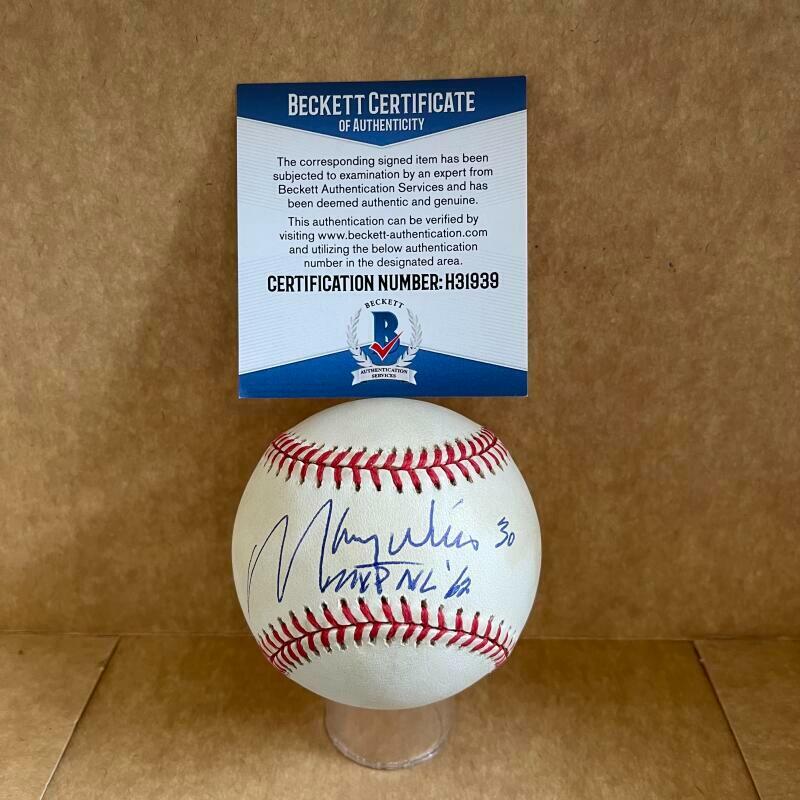 BECKETT CERTIFICATE
OF AUTHENTICITY
The corresponding signed item has been
subjected to examination by an expert from
Beckett Authentication Services and has
been deemed authentic and genuine.
This authentication can be verified by
visiting www.beckett-authentication.com
and utilizing the below authentication
number in the designated area.
CERTIFICATION NUMBER: H31939
BECKETT
B
AUTHENTICATION
SERVICES
Maury Wills 30
MVP NL '62